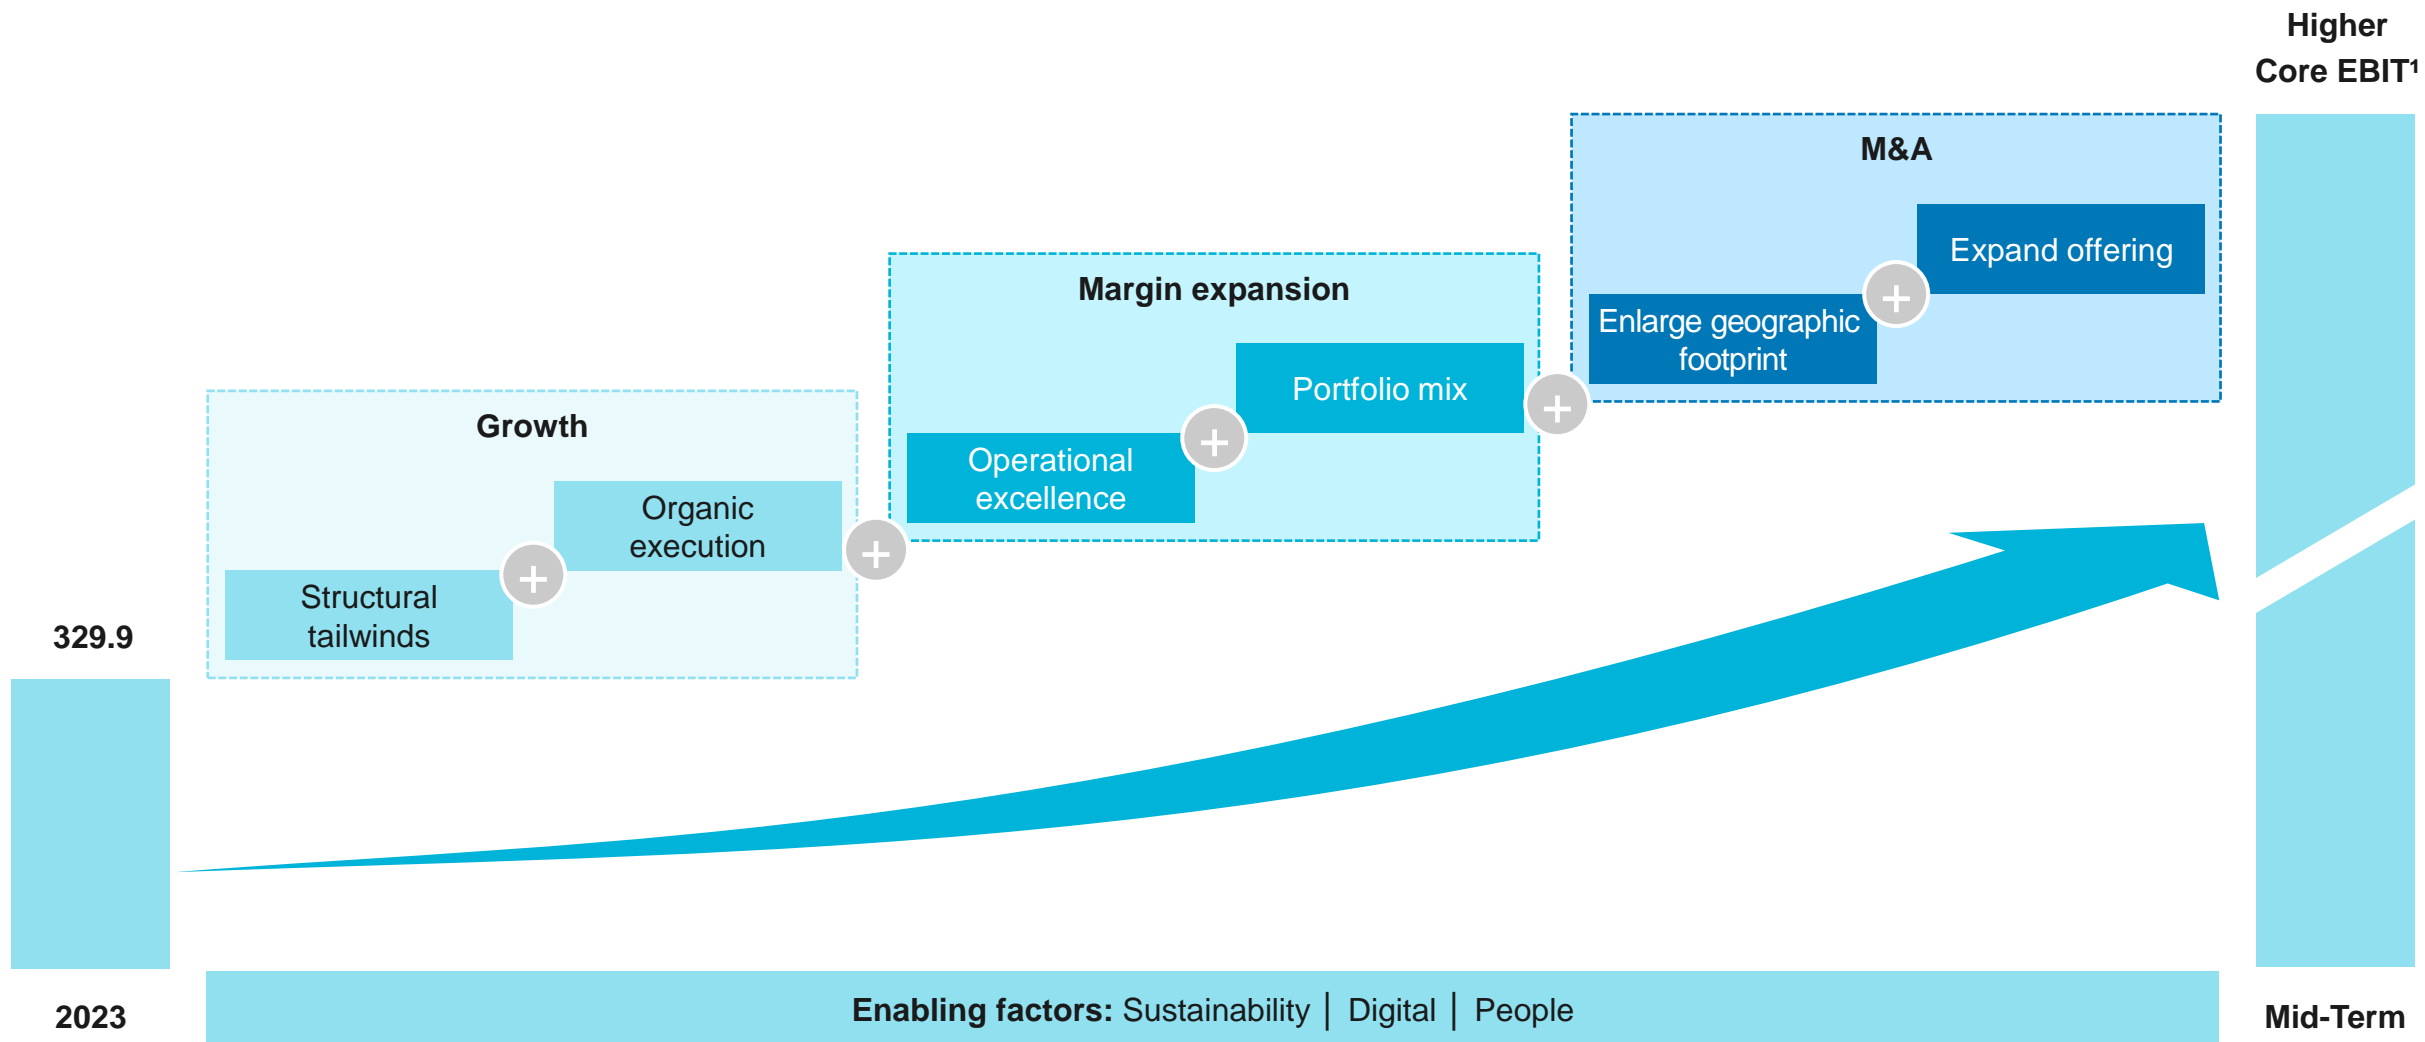 Higher
Core EBIT¹
M&A
Expand offering
Enlarge geographic
footprint
Margin expansion
Portfolio mix
Operational
excellence
Growth
Organic
execution
Structural
tailwinds
329.9
2023
Enabling factors: Sustainability | Digital | People
Mid-Term